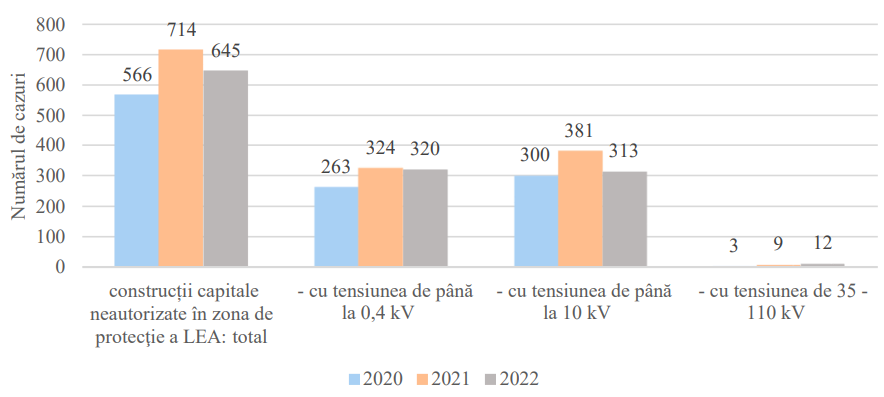 Numărul de cazuri
800
700
600
500
400
300
200
100
0
566
714
645
263
324
320
300
381
313
3
9
12
construcții capitale
neautorizate în zona de
protecţie a LEA: total
- cu tensiunea de până
la 0,4 kV
- cu tensiunea de până
la 10 kV
- cu tensiunea de 35 -
110 kV
2020 2021 2022